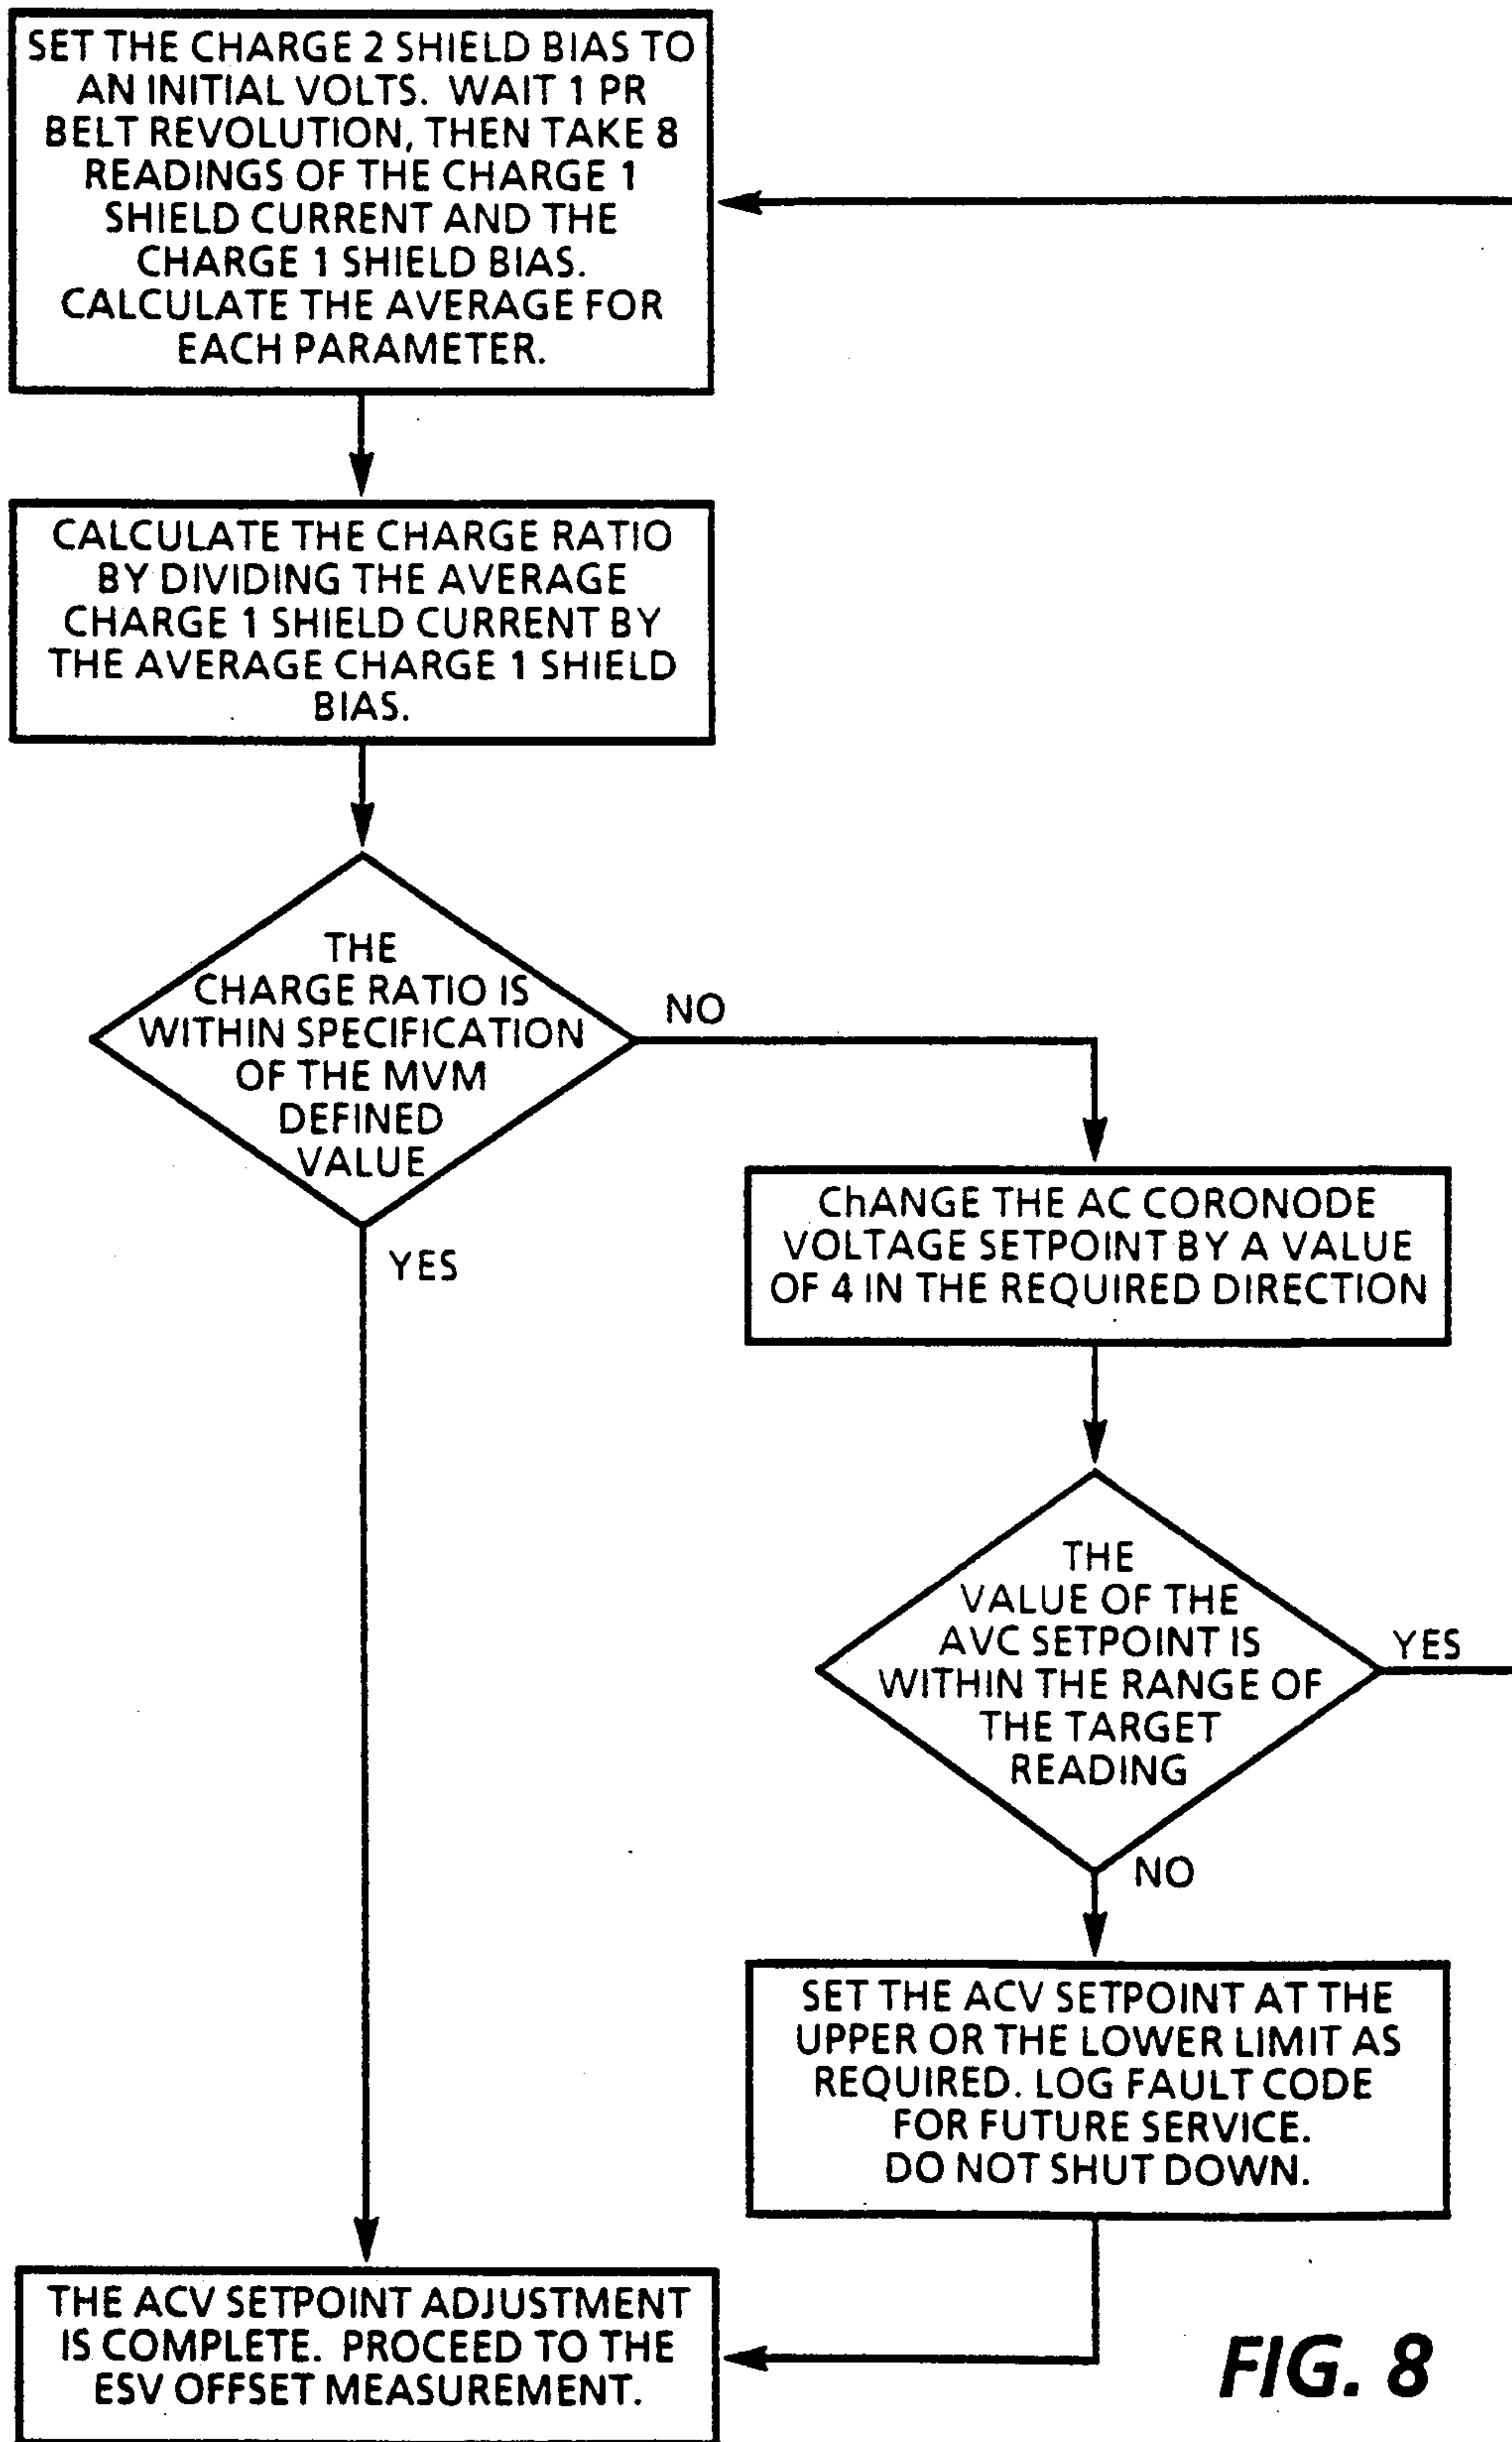 SET THE CHARGE 2 SHIELD BIAS TO
AN INITIAL VOLTS. WAIT 1 PR
BELT REVOLUTION, THEN TAKE 8
READINGS OF THE CHARGE 1
SHIELD CURRENT AND THE
CHARGE 1 SHIELD BIAS.
CALCULATE THE AVERAGE FOR
EACH PARAMETER.
CALCULATE THE CHARGE RATIO
BY DIVIDING THE AVERAGE
CHARGE 1 SHIELD CURRENT BY
THE AVERAGE CHARGE 1 SHIELD
BIAS.
THE
CHARGE RATIO IS
WITHIN SPECIFICATION
OF THE MVM
DEFINED
VALUE
NO
YES
ChANGE THE AC CORONODE
VOLTAGE SETPOINT BY A VALUE
OF 4 IN THE REQUIRED DIRECTION
THE
VALUE OF THE
AVC SETPOINT IS
WITHIN THE RANGE OF
THE TARGET
READING
YES
NO
SET THE ACV SETPOINT AT THE
UPPER OR THE LOWER LIMIT AS
REQUIRED. LOG FAULT CODE
FOR FUTURE SERVICE.
DO NOT SHUT DOWN.
THE ACV SETPOINT ADJUSTMENT
IS COMPLETE. PROCEED TO THE
ESV OFFSET MEASUREMENT.
FIG. 8